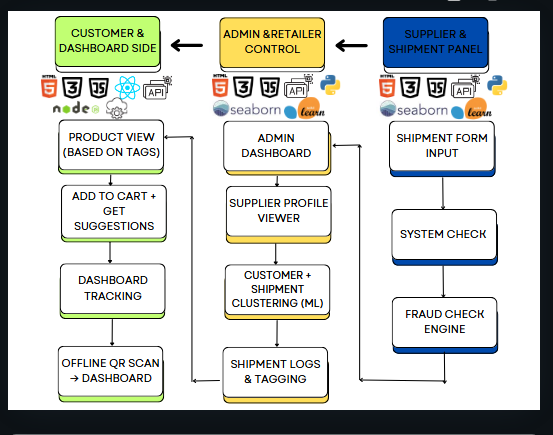 CUSTOMER &
DASHBOARD SIDE
ADMIN &RETAILER
CONTROL
SUPPLIER &
SHIPMENT PANEL
HTML
5
3
JS
API
node
HTML
5
3
JS
API
seaborn
learn
HTML
5
3
JS
API
seaborn
learn
PRODUCT VIEW
(BASED ON TAGS)
ADD TO CART +
GET
SUGGESTIONS
DASHBOARD
TRACKING
OFFLINE QR SCAN
→ DASHBOARD
ADMIN
DASHBOARD
SUPPLIER PROFILE
VIEWER
CUSTOMER +
SHIPMENT
CLUSTERING (ML)
SHIPMENT LOGS
& TAGGING
SHIPMENT FORM
INPUT
SYSTEM CHECK
FRAUD CHECK
ENGINE